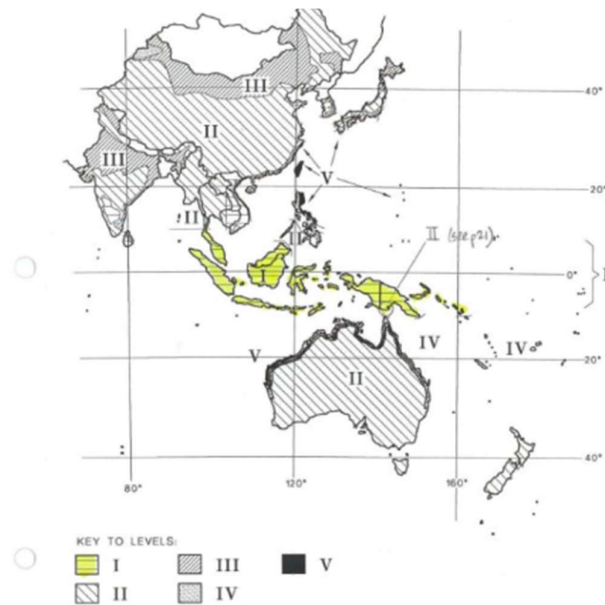 III
40°
II
III
V
20°
II
II
II (see p21).
I
0°
IV
IV
V
20°
II
40°
80° 120° 160°
KEY TO LEVELS:
I III V
II IV